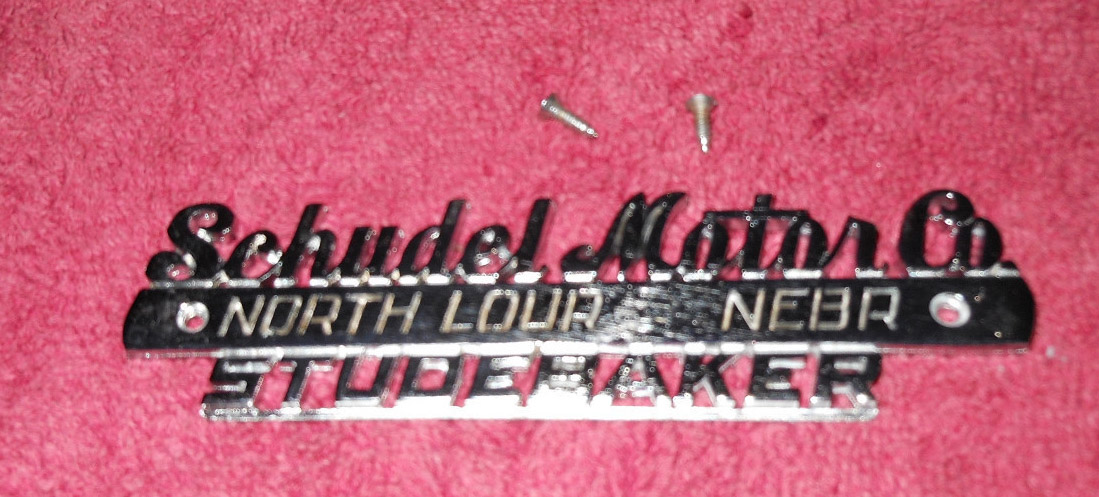 Schudel Motor Co
NORTH LOUP NEBR
STUDEBAKER